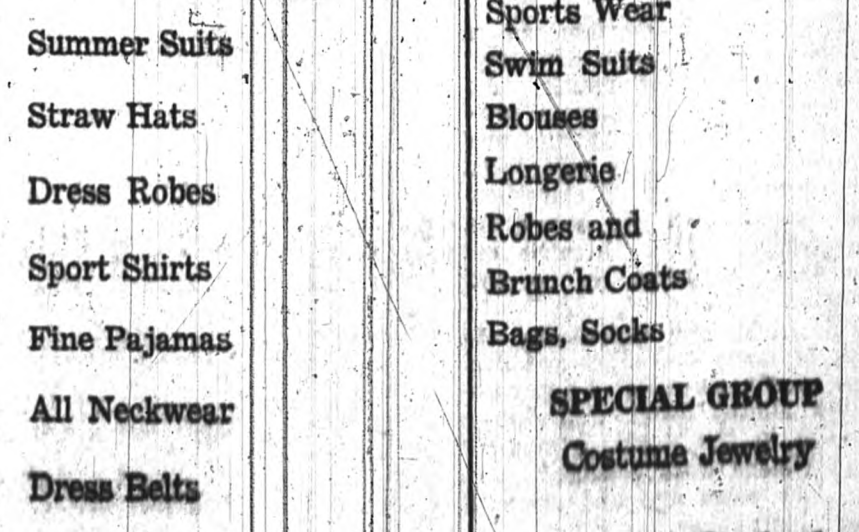 Summer Suits
Straw Hats
Dress Robes
Sport Shirts
Fine Pajamas
All Neckwear
Dress Belts
Sports Wear
Swim Suits
Blouses
Longerie
Robes and
Brunch Coats
Bags, Socks
SPECIAL GROUP
Costume Jewelry